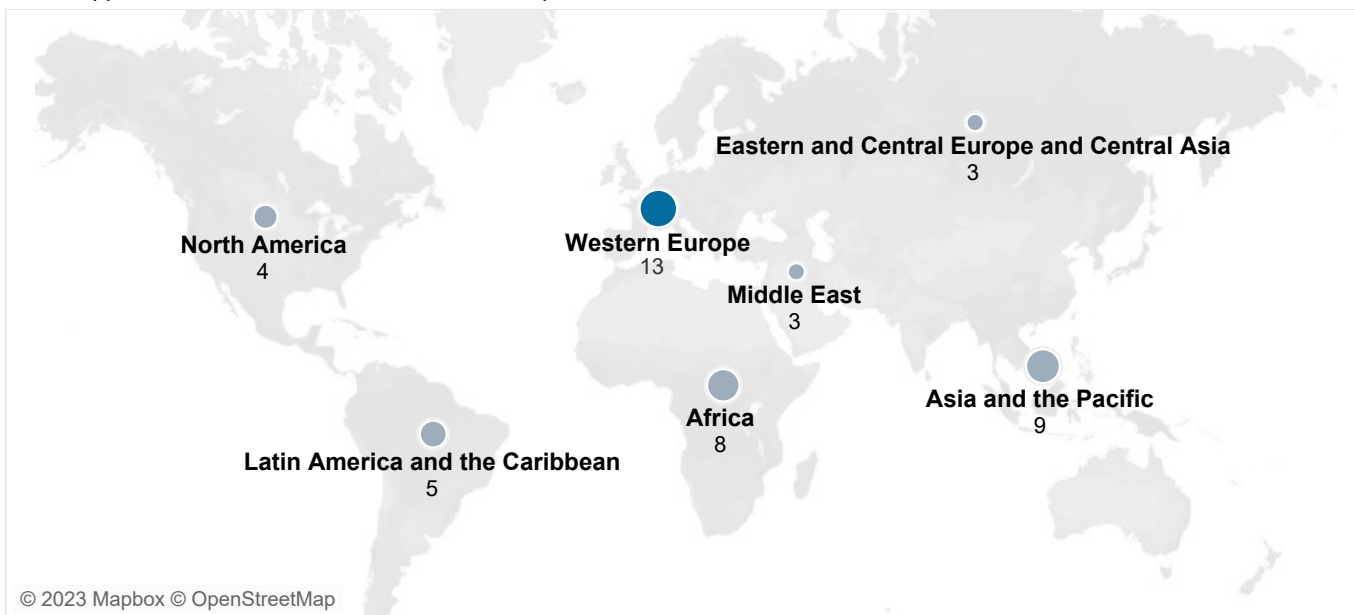 Eastern and Central Europe and Central Asia
3
North America
4
Western Europe
13
Middle East
3
Asia and the Pacific
9
Africa
8
Latin America and the Caribbean
5
© 2023 Mapbox © OpenStreetMap